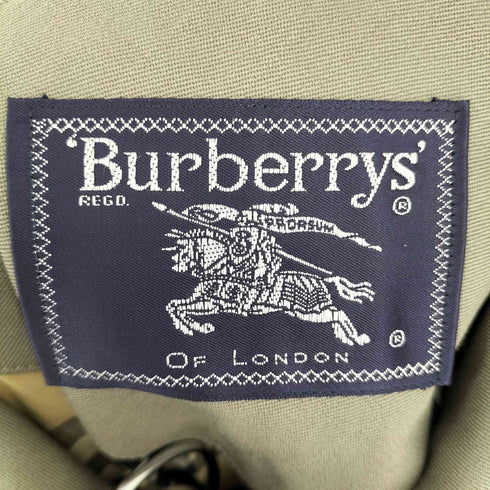 'Burberrys'
REGD. ®
PRORSUM
®
OF LONDON